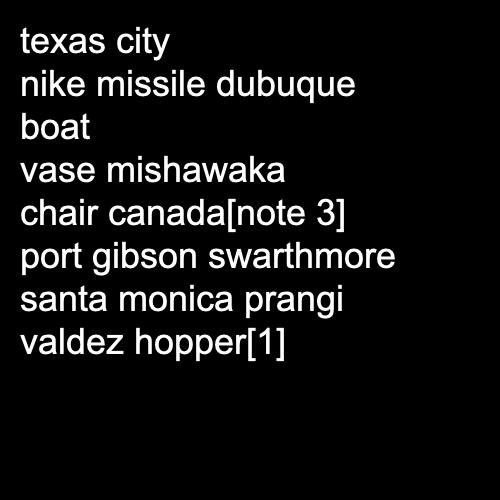 texas city
nike missile dubuque
boat
vase mishawaka
chair canada[note 3]
port gibson swarthmore
santa monica prangi
valdez hopper[1]